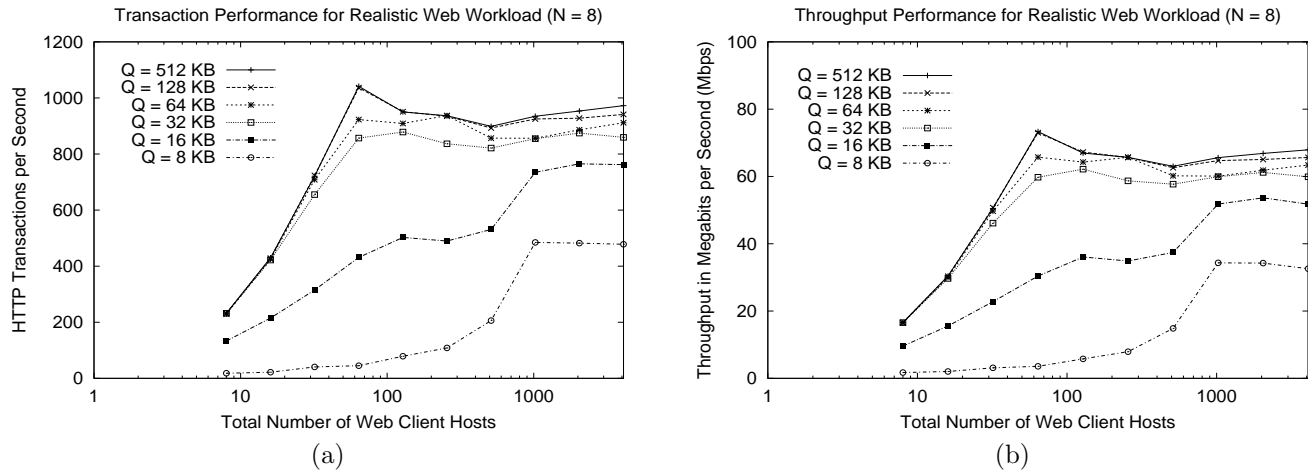 Transaction Performance for Realistic Web Workload (N = 8)
1200
1000
800
600
400
200
0
HTTP Transactions per Second
Q = 512 KB
Q = 128 KB
Q = 64 KB
Q = 32 KB
Q = 16 KB
Q = 8 KB
1
10
100
1000
Total Number of Web Client Hosts
(a)
Throughput Performance for Realistic Web Workload (N = 8)
100
80
60
40
20
0
Throughput in Megabits per Second (Mbps)
Q = 512 KB
Q = 128 KB
Q = 64 KB
Q = 32 KB
Q = 16 KB
Q = 8 KB
1
10
100
1000
Total Number of Web Client Hosts
(b)